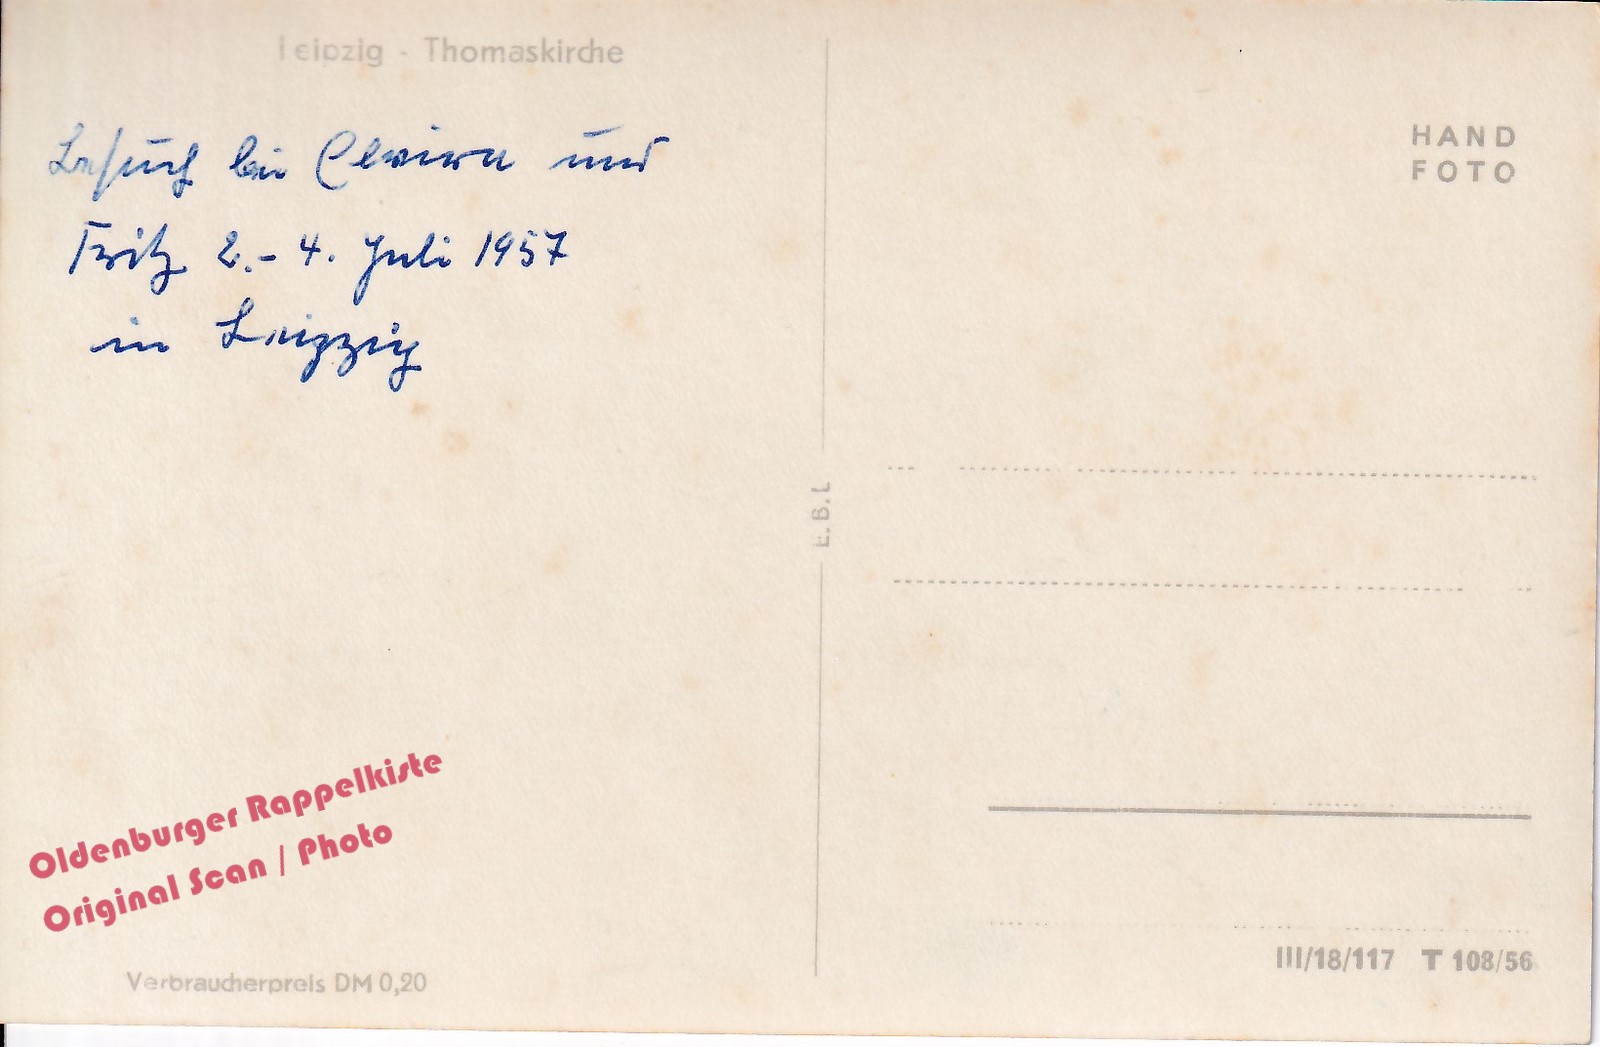 Leipzig - Thomaskirche
Besuch bei und
Fritz 2.-4. Juli 1957
in Leipzig
E.B.L
HAND
FOTO
Oldenburger Rappelkiste
Original Scan / Photo
Verbraucherpreis DM 0,20
III/18/117 T 108/56